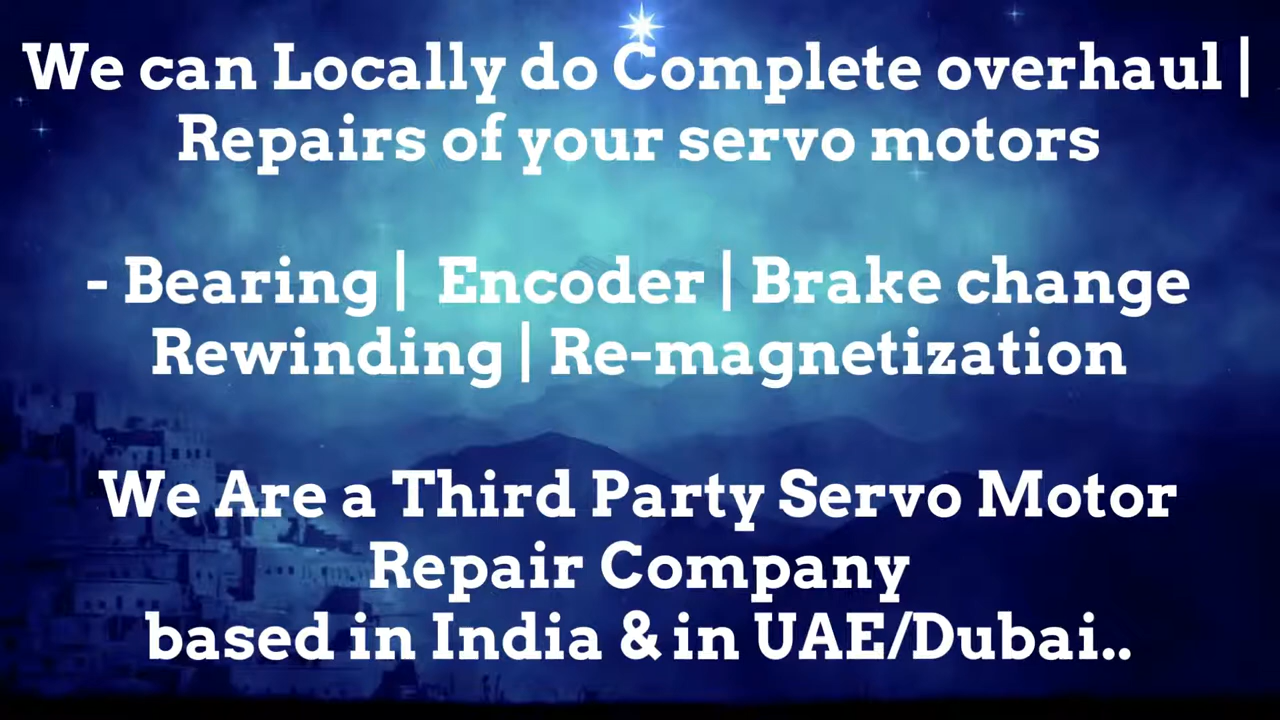 We can Locally do Complete overhaul |
Repairs of your servo motors
- Bearing | Encoder | Brake change
Rewinding | Re-magnetization
We Are a Third Party Servo Motor
Repair Company
based in India & in UAE/Dubai..